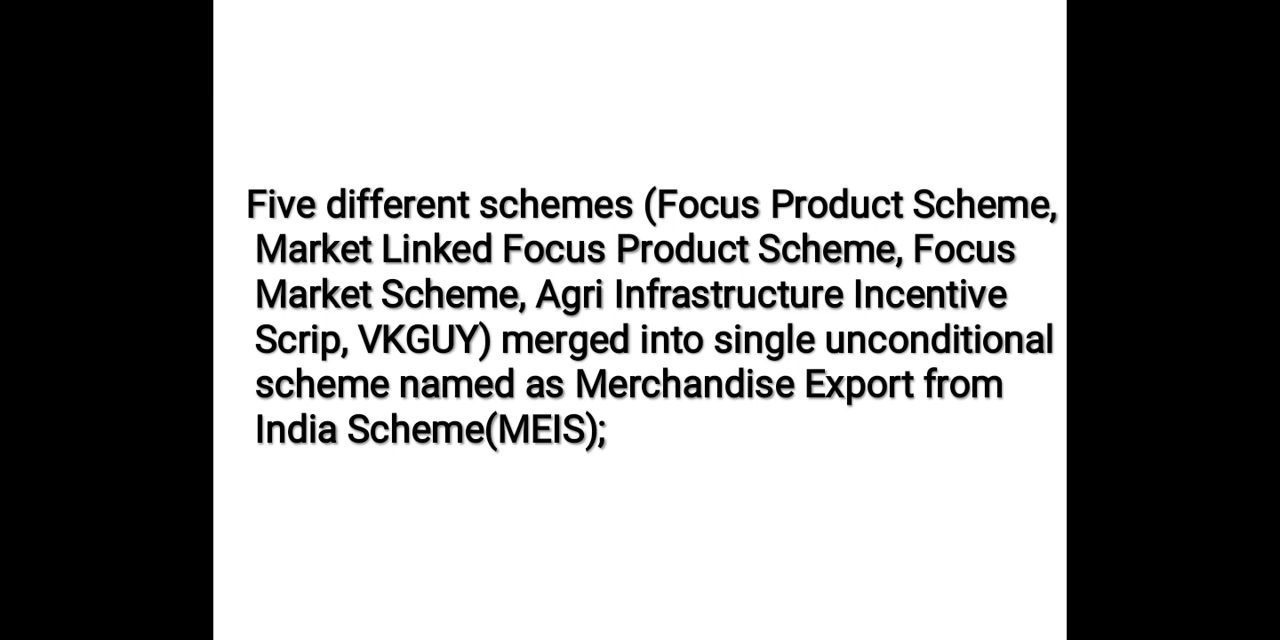 Five different schemes (Focus Product Scheme,
Market Linked Focus Product Scheme, Focus
Market Scheme, Agri Infrastructure Incentive
Scrip, VKGUY) merged into single unconditional
scheme named as Merchandise Export from
India Scheme(MEIS);